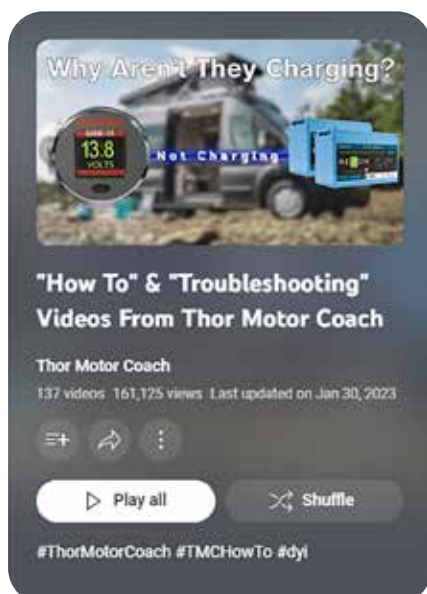 Why Aren't They Charging?
13.8
VOLTS
Not Charging
"How To" & "Troubleshooting"
Videos From Thor Motor Coach
Thor Motor Coach
137 videos 161,125 views Last updated on Jan 30, 2023
Play all
Shuffle
#ThorMotorCoach #TMCHowTo #dyi